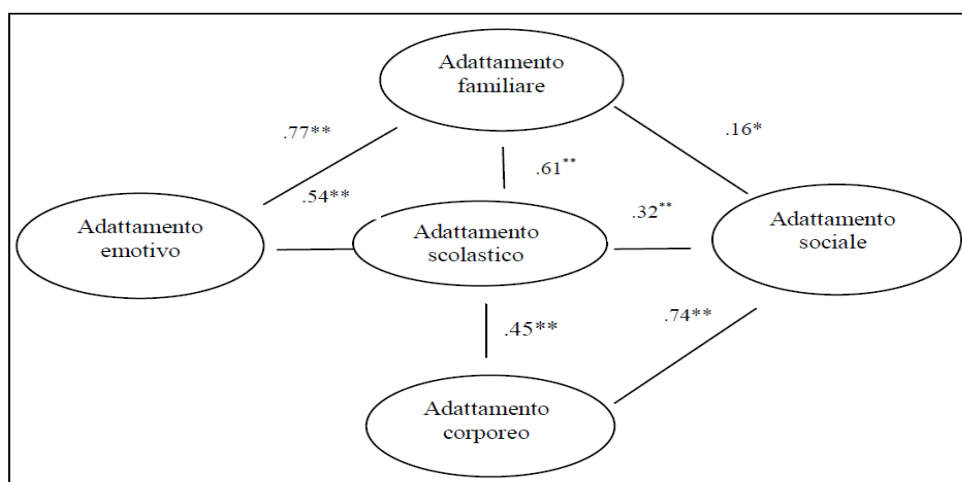 Adattamento
familiare
.77**
.16*
.61**
.54**
.32**
Adattamento
emotivo
Adattamento
scolastico
Adattamento
sociale
.45**
.74**
Adattamento
corporeo